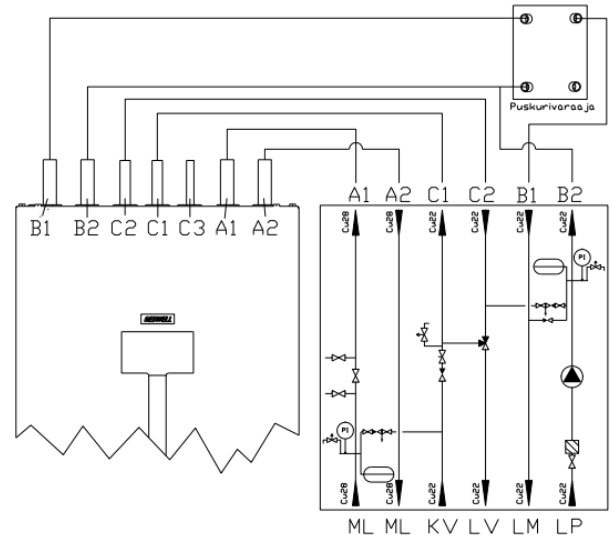 Puskurivaraaja
B1 B2 C2 C1 C3 A1 A2
A1 A2 C1 C2 B1 B2
Cu28 Cu28 Cu22 Cu22 Cu22 Cu22
PI
PI
Cu28 Cu28 Cu22 Cu22 Cu22 Cu22
ML ML KV LV LM LP